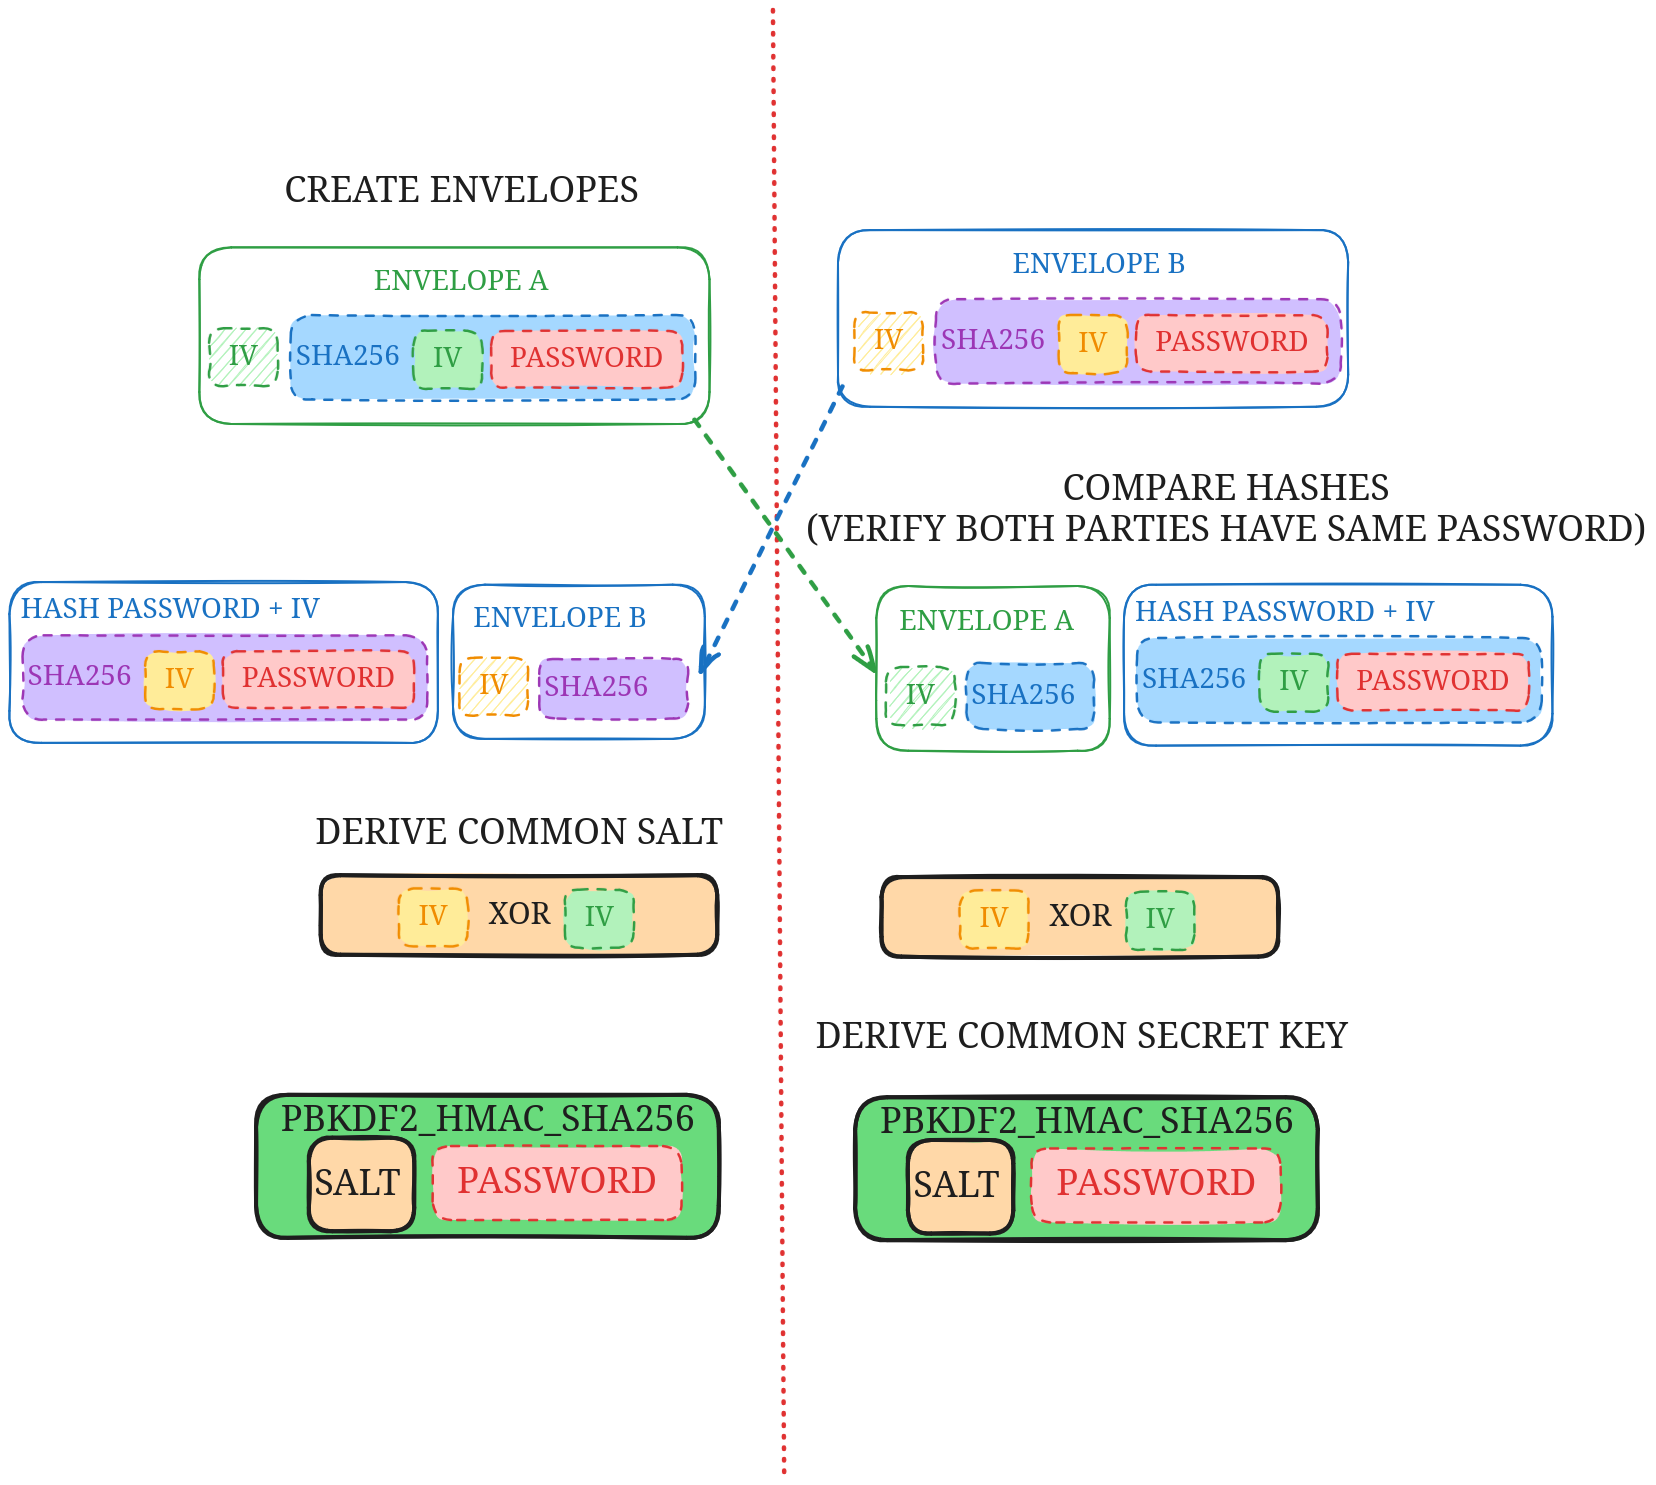 CREATE ENVELOPES
ENVELOPE A
IV SHA256 IV PASSWORD
ENVELOPE B
IV SHA256 IV PASSWORD
COMPARE HASHES
(VERIFY BOTH PARTIES HAVE SAME PASSWORD)
HASH PASSWORD + IV
SHA256 IV PASSWORD
ENVELOPE B
IV SHA256
ENVELOPE A
IV SHA256
HASH PASSWORD + IV
SHA256 IV PASSWORD
DERIVE COMMON SALT
IV XOR IV
IV XOR IV
DERIVE COMMON SECRET KEY
PBKDF2_HMAC_SHA256
SALT PASSWORD
PBKDF2_HMAC_SHA256
SALT PASSWORD